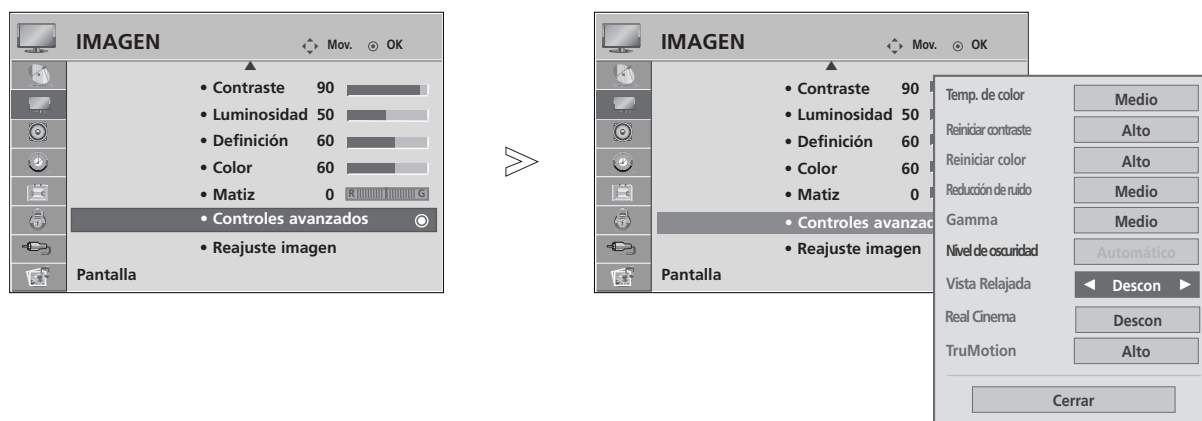 IMAGEN
Mov. OK
• Contraste 90
• Luminosidad 50
• Definición 60
• Color 60
• Matiz 0 R G
• Controles avanzados
• Reajuste imagen
Pantalla
IMAGEN
Mov. OK
• Contraste 90
• Luminosidad 50
• Definición 60
• Color 60
• Matiz 0
• Controles avanzad
• Reajuste imagen
Pantalla
Temp. de color Medio
Reiniciar contraste Alto
Reiniciar color Alto
Reducción de ruido Medio
Gamma Medio
Nivel de oscuridad Automático
Vista Relajada ◄ Descon ►
Real Cinema Descon
TruMotion Alto
Cerrar